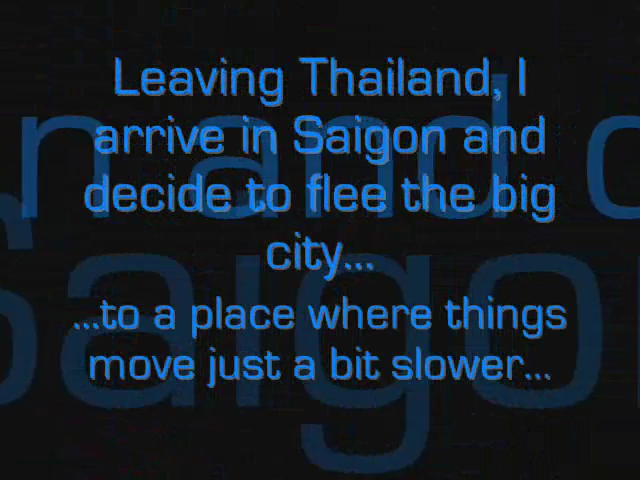 Leaving Thailand, I
arrive in Saigon and
decide to flee the big
city...
...to a place where things
move just a bit slower...